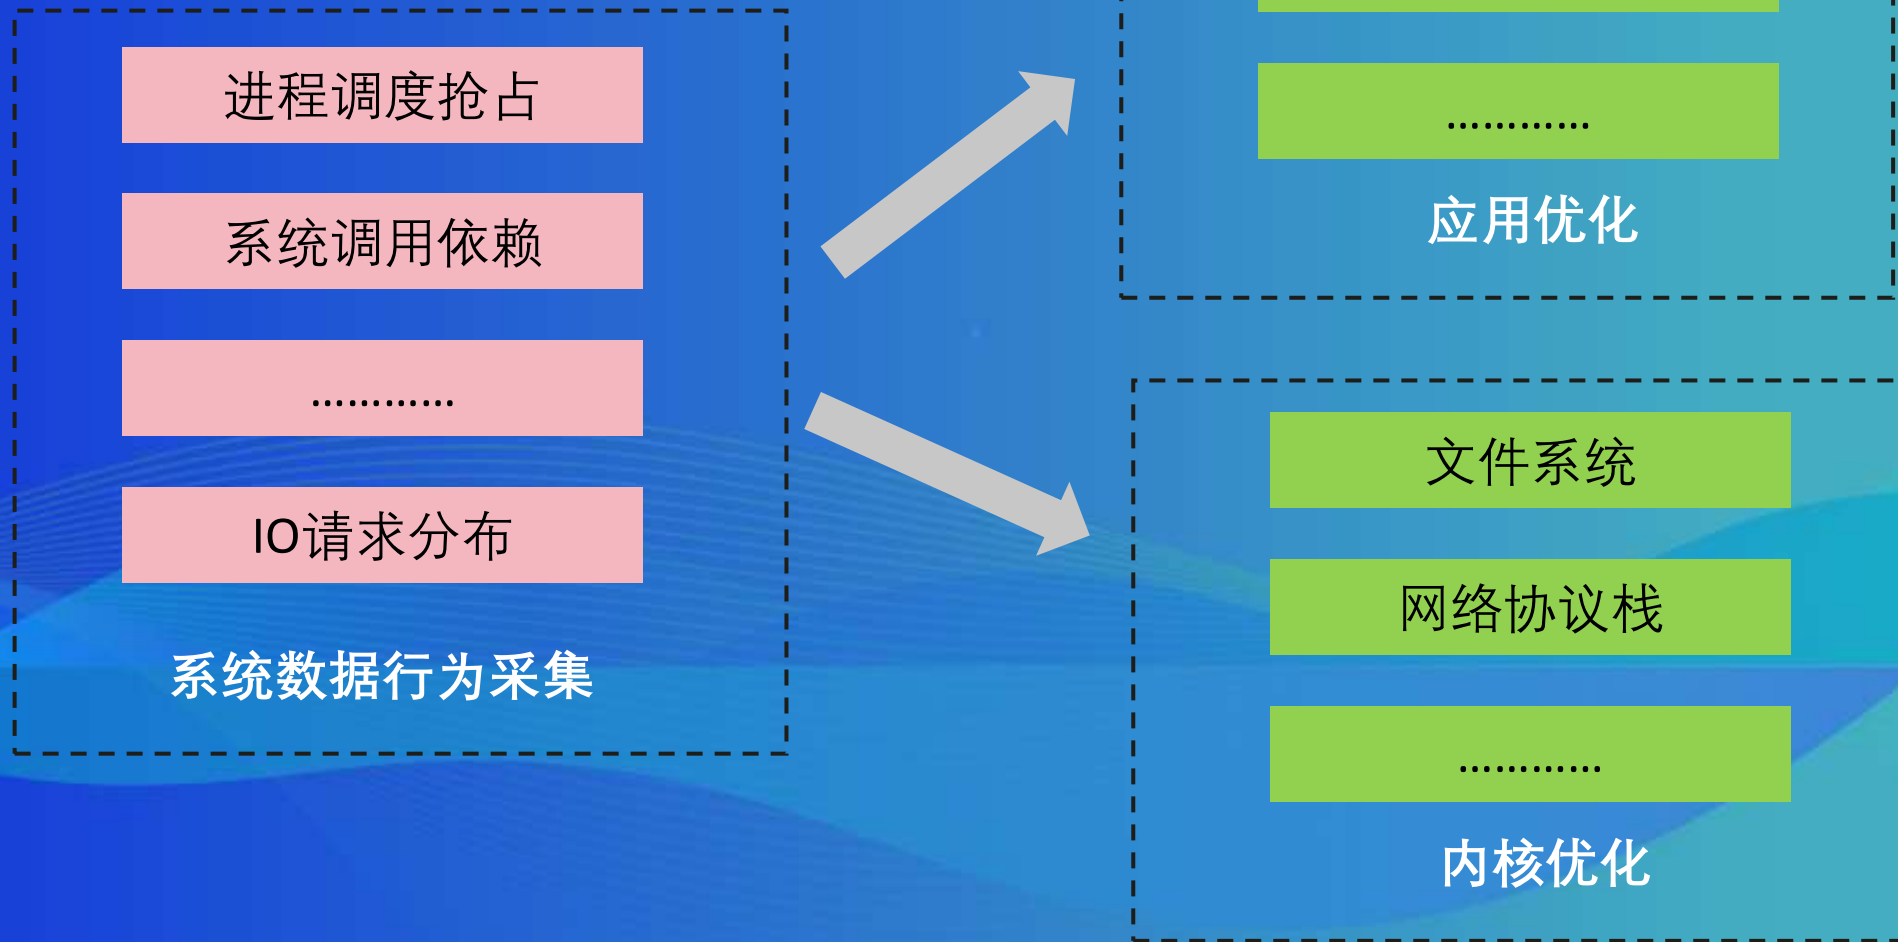 进程调度抢占
系统调用依赖
…………
IO请求分布
系统数据行为采集
…………
应用优化
文件系统
网络协议栈
…………
内核优化